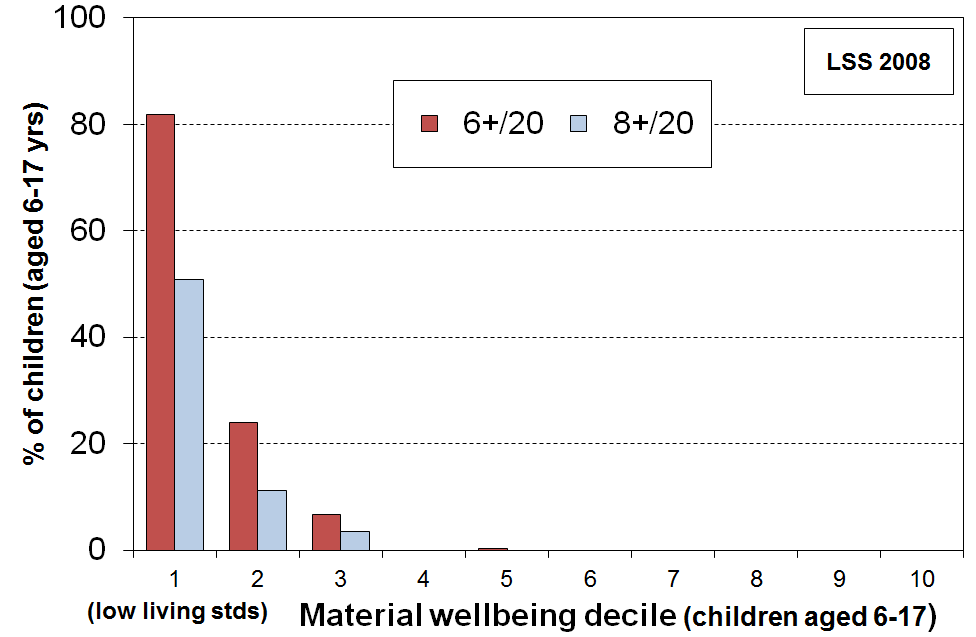 100
LSS 2008
6+/20 8+/20
80
60
40
20
0
% of children (aged 6-17 yrs)
1 2 3 4 5 6 7 8 9 10
(low living stds) Material wellbeing decile (children aged 6-17)